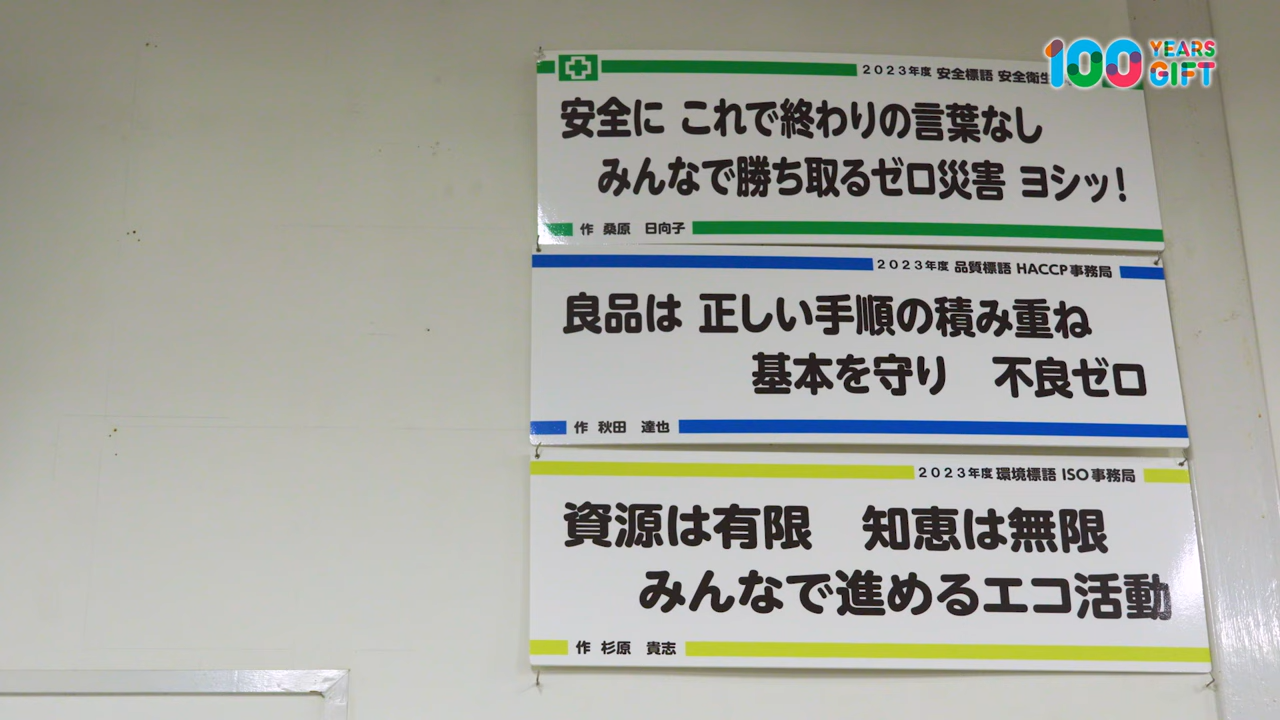 100 YEARS GIFT
2023年度 安全標語 安全衛生
安全に これで終わりの言葉なし
みんなで勝ち取るゼロ災害 ヨシッ!
作 桑原 日向子
2023年度 品質標語 HACCP事務局
良品は 正しい手順の積み重ね
基本を守り 不良ゼロ
作 秋田 達也
2023年度 環境標語 ISO事務局
資源は有限 知恵は無限
みんなで進めるエコ活動
作 杉原 貴志